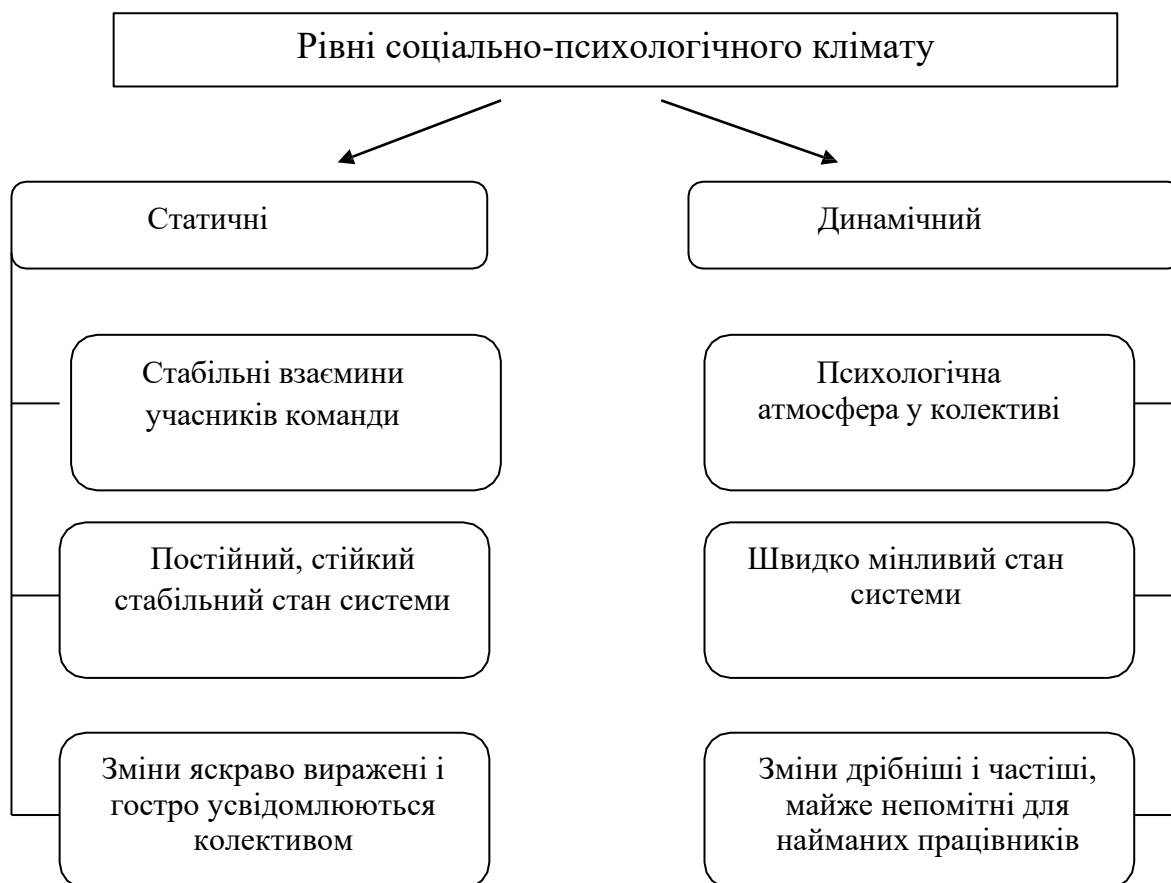 Рівні соціально-психологічного клімату
Статичні
Динамічний
Стабільні взаємини
учасників команди
Психологічна
атмосфера у колективі
Постійний, стійкий
стабільний стан системи
Швидко мінливий стан
системи
Зміни яскраво виражені і
гостро усвідомлюються
колективом
Зміни дрібніші і частіші,
майже непомітні для
найманих працівників